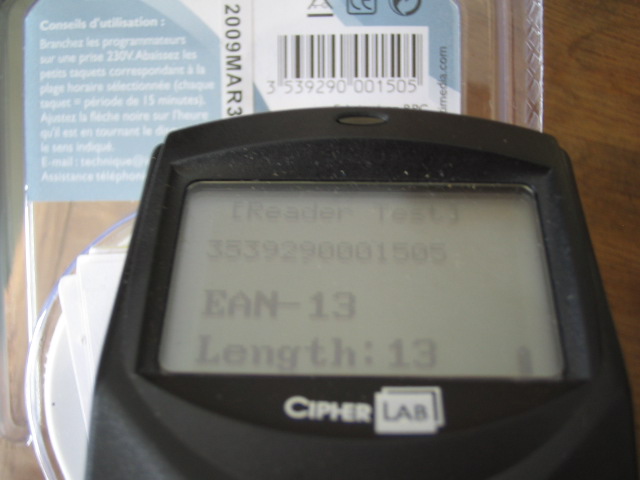 Conseils d'utilisation :
Branchez les programmateurs
sur une prise 230V. Abaissez les
petits taquets correspondant à la
plage horaire sélectionnée (chaque
taquet = période de 15 minutes).
Ajustez la flèche noire sur l'heure
qu'il est en tournant le
le sens indiqué.
E-mail : technique@
Assistance
2009MAR3
3 539290 001505
[Reader Test]
3539290001505
EAN-13
Length:13
CIPHER LAB